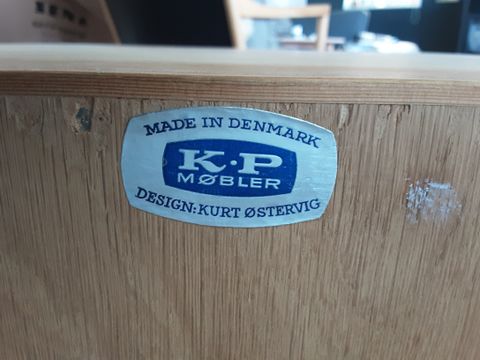 MADE IN DENMARK
K·P
MØBLER
DESIGN: KURT ØSTERVIG